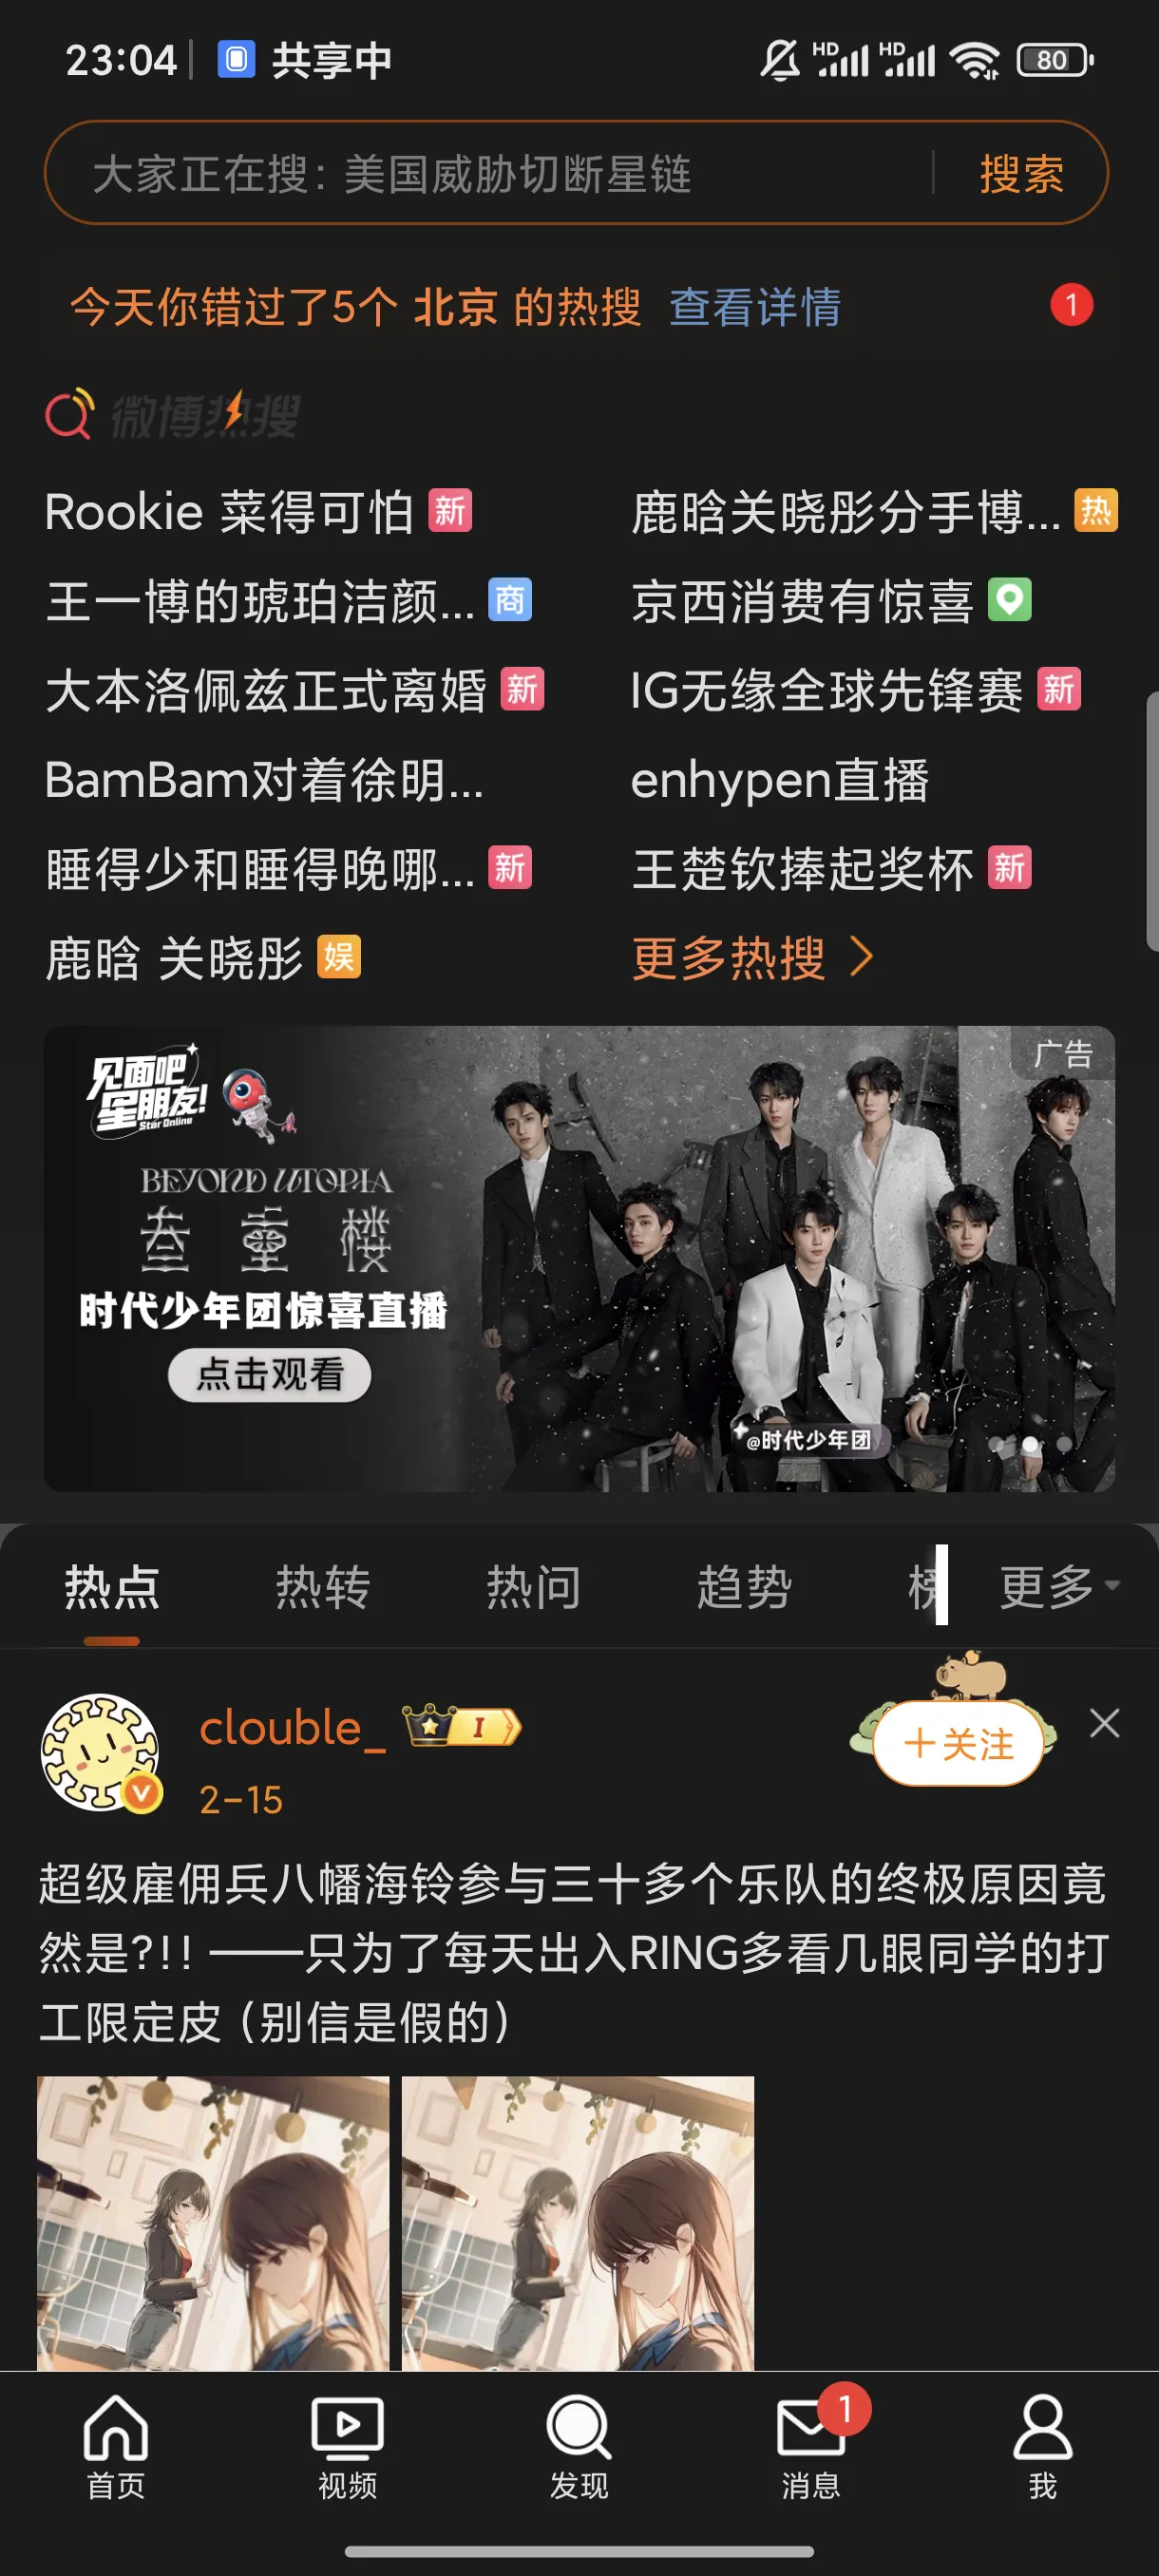 23:04
共享中
HD HD 80
大家正在搜: 美国威胁切断星链
搜索
今天你错过了5个 北京 的热搜 查看详情
1
微博热搜
Rookie 菜得可怕 新
鹿晗关晓彤分手博... 热
王一博的琥珀洁颜... 商
京西消费有惊喜
大本洛佩兹正式离婚 新
IG无缘全球先锋赛 新
BamBam对着徐明...
enhypen直播
睡得少和睡得晚哪... 新
王楚钦捧起奖杯 新
鹿晗 关晓彤 娱
更多热搜
广告
见面吧
星朋友!
Star Online
BEYOND UTOPIA
叁重楼
时代少年团惊喜直播
点击观看
@时代少年团
热点 热转 热问 趋势 榜 更多
clouble_ I
2-15
+关注
V
超级雇佣兵八幡海铃参与三十多个乐队的终极原因竟
然是?!! ——只为了每天出入RING多看几眼同学的打
工限定皮 (别信是假的)
1
首页 视频 发现 消息 我